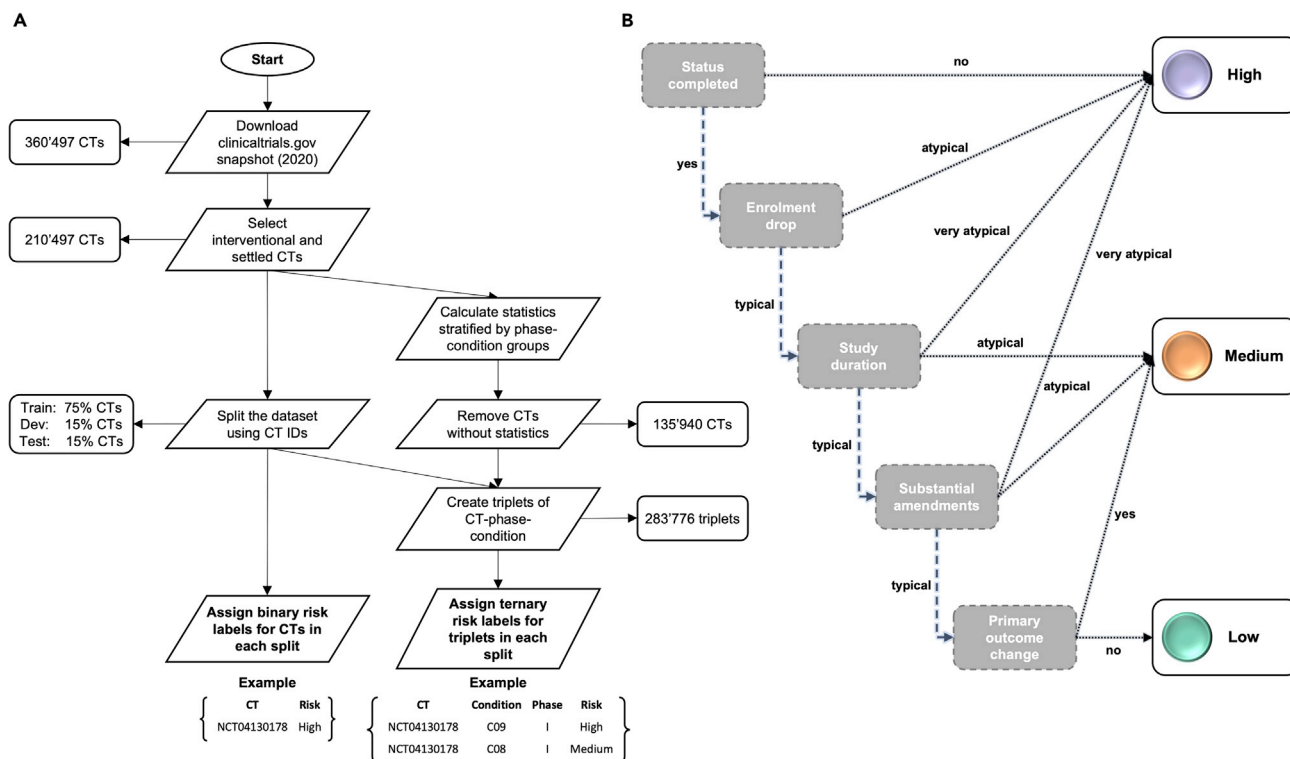 A
Start
Download
clinicaltrials.gov
snapshot (2020)
360'497 CTs
Select
interventional and
settled CTs
210'497 CTs
Calculate statistics
stratified by phase-
condition groups
Train: 75% CTs
Dev: 15% CTs
Test: 15% CTs
Split the dataset
using CT IDs
Remove CTs
without statistics
135'940 CTs
Create triplets of
CT-phase-
condition
283'776 triplets
Assign binary risk
labels for CTs in
each split
Assign ternary
risk labels for
triplets in each
split
Example
CT Risk
NCT04130178 High
Example
CT Condition Phase Risk
NCT04130178 C09 I High
NCT04130178 C08 I Medium
B
Status
completed
no
High
yes
atypical
Enrolment
drop
very atypical
very atypical
typical
Study
duration
atypical
Medium
atypical
typical
Substantial
amendments
yes
typical
Primary
outcome
change
no
Low